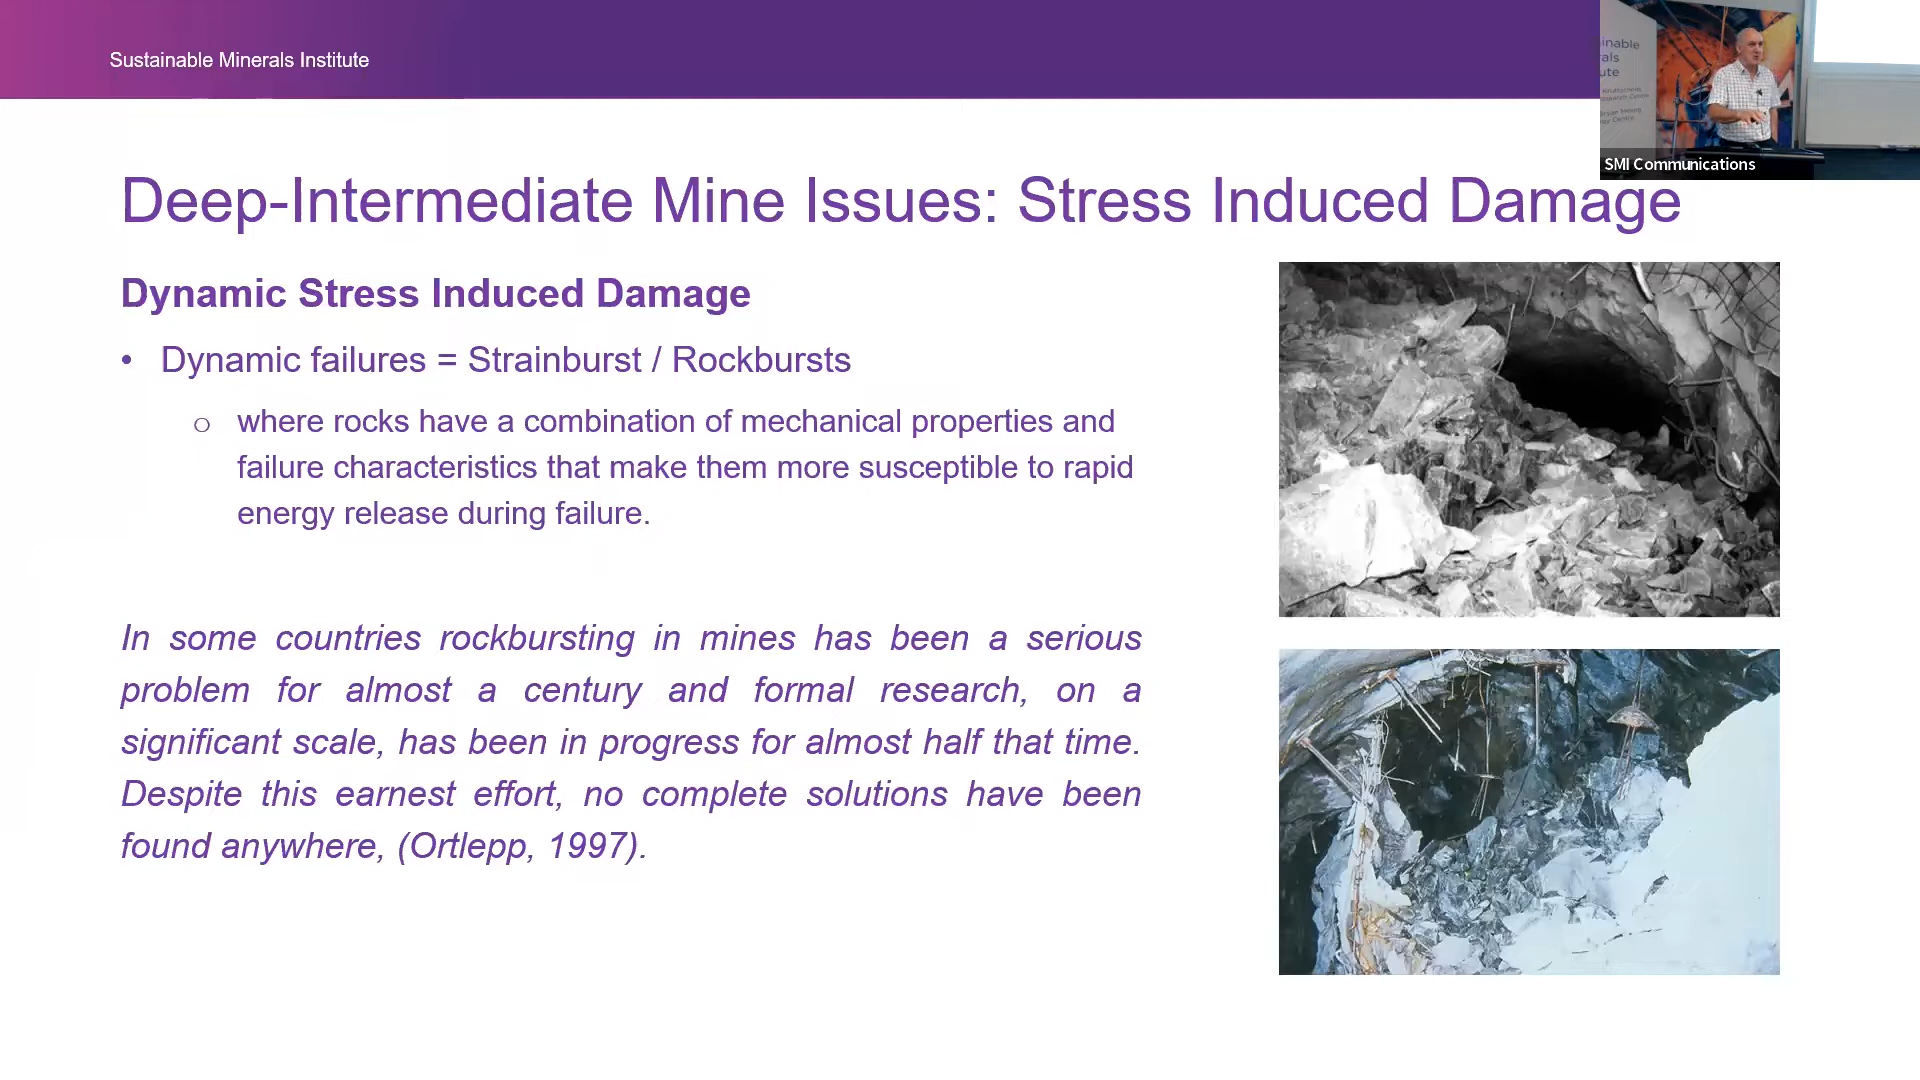 Sustainable Minerals Institute
SMI Communications
Deep-Intermediate Mine Issues: Stress Induced Damage
Dynamic Stress Induced Damage
• Dynamic failures = Strainburst / Rockbursts
o where rocks have a combination of mechanical properties and
failure characteristics that make them more susceptible to rapid
energy release during failure.
In some countries rockbursting in mines has been a serious
problem for almost a century and formal research, on a
significant scale, has been in progress for almost half that time.
Despite this earnest effort, no complete solutions have been
found anywhere, (Ortlepp, 1997).